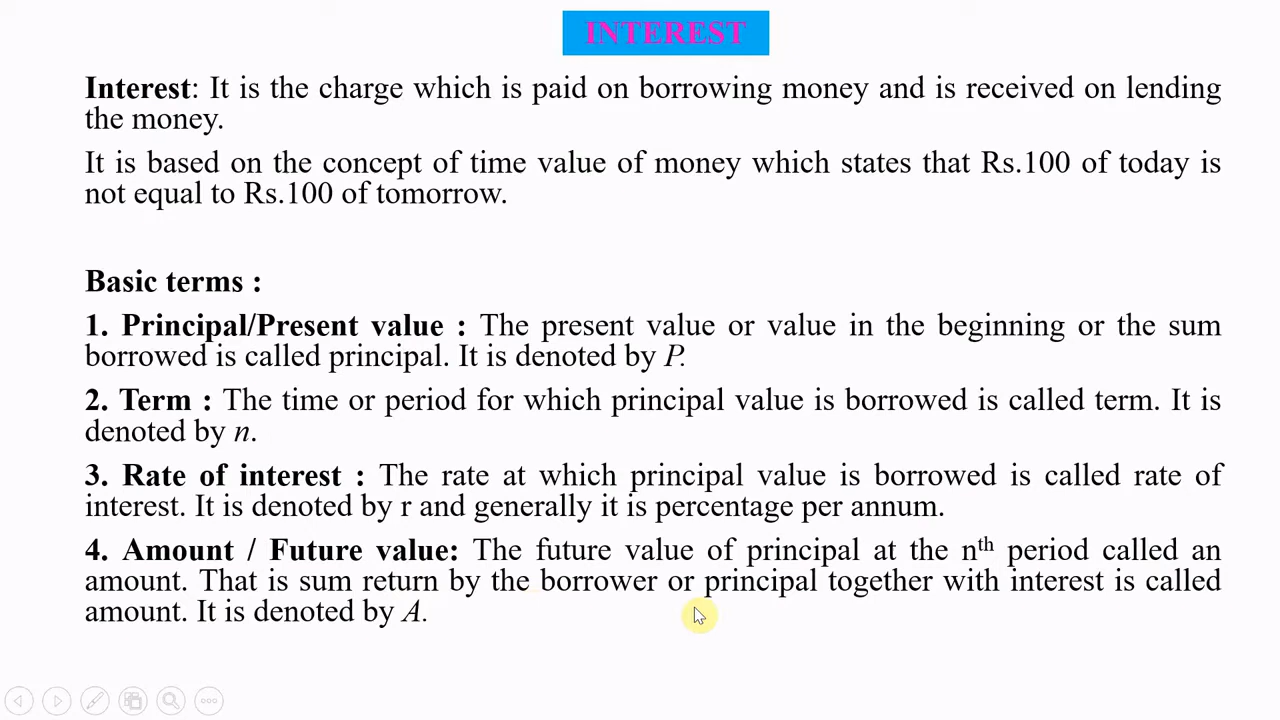 INTEREST
Interest: It is the charge which is paid on borrowing money and is received on lending
the money.
It is based on the concept of time value of money which states that Rs.100 of today is
not equal to Rs.100 of tomorrow.
Basic terms :
1. Principal/Present value : The present value or value in the beginning or the sum
borrowed is called principal. It is denoted by P.
2. Term : The time or period for which principal value is borrowed is called term. It is
denoted by n.
3. Rate of interest : The rate at which principal value is borrowed is called rate of
interest. It is denoted by r and generally it is percentage per annum.
4. Amount / Future value: The future value of principal at the nth period called an
amount. That is sum return by the borrower or principal together with interest is called
amount. It is denoted by A.